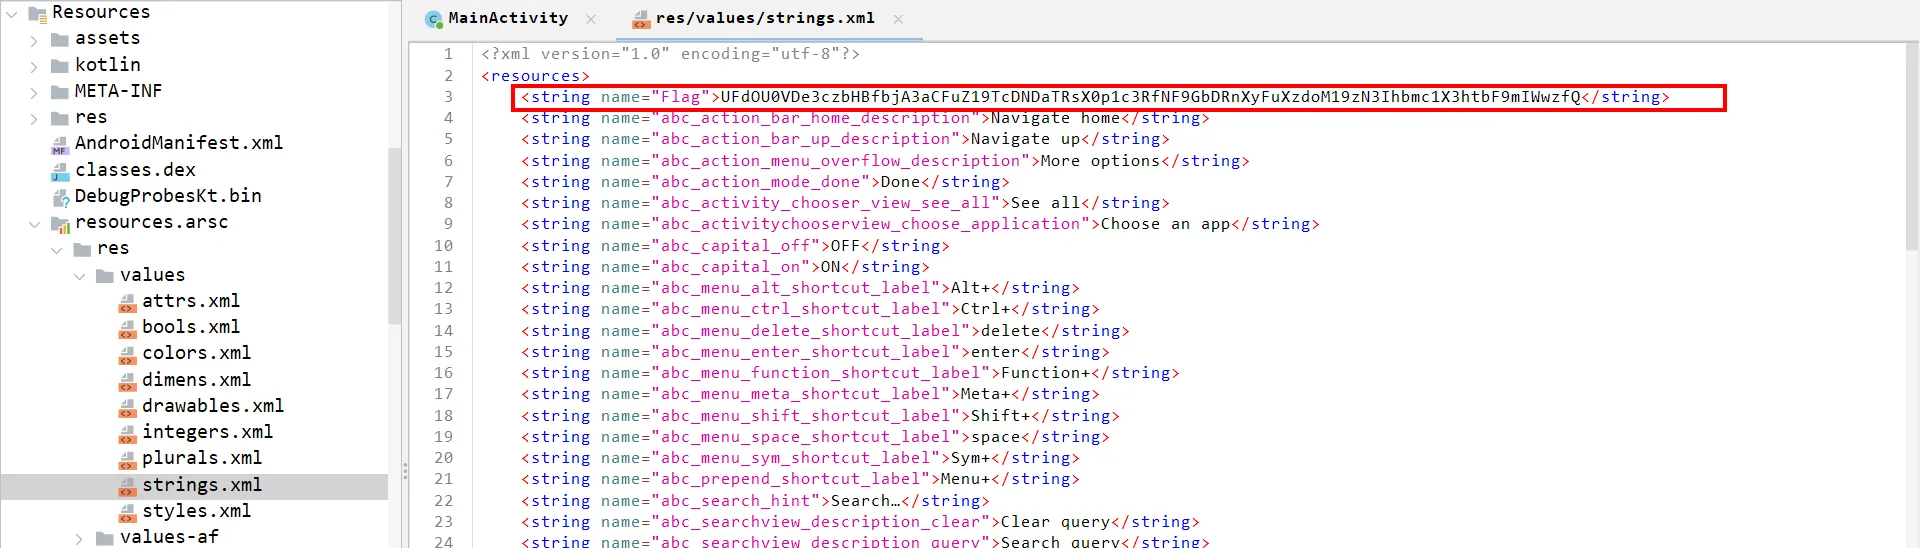 Resources
assets
kotlin
META-INF
res
AndroidManifest.xml
classes.dex
DebugProbesKt.bin
resources.arsc
res
values
attrs.xml
bools.xml
colors.xml
dimens.xml
drawables.xml
integers.xml
plurals.xml
strings.xml
styles.xml
values-af
MainActivity
res/values/strings.xml
1 <?xml version="1.0" encoding="utf-8"?>
2 <resources>
3 <string name="Flag">UFdOU0VDe3czbHBfbjA3aCFuZ19TcDNDaTRsX0p1c3RfNF9GbDRnXyFuXzdoM19zN3Ihbmc1X3htbF9mIWwzfQ</string>
4 <string name="abc_action_bar_home_description">Navigate home</string>
5 <string name="abc_action_bar_up_description">Navigate up</string>
6 <string name="abc_action_menu_overflow_description">More options</string>
7 <string name="abc_action_mode_done">Done</string>
8 <string name="abc_activity_chooser_view_see_all">See all</string>
9 <string name="abc_activitychooserview_choose_application">Choose an app</string>
10 <string name="abc_capital_off">OFF</string>
11 <string name="abc_capital_on">ON</string>
12 <string name="abc_menu_alt_shortcut_label">Alt+</string>
13 <string name="abc_menu_ctrl_shortcut_label">Ctrl+</string>
14 <string name="abc_menu_delete_shortcut_label">delete</string>
15 <string name="abc_menu_enter_shortcut_label">enter</string>
16 <string name="abc_menu_function_shortcut_label">Function+</string>
17 <string name="abc_menu_meta_shortcut_label">Meta+</string>
18 <string name="abc_menu_shift_shortcut_label">Shift+</string>
19 <string name="abc_menu_space_shortcut_label">space</string>
20 <string name="abc_menu_sym_shortcut_label">Sym+</string>
21 <string name="abc_prepend_shortcut_label">Menu+</string>
22 <string name="abc_search_hint">Search…</string>
23 <string name="abc_searchview_description_clear">Clear query</string>
24 <string name="abc_searchview_description_query">Search query</string>